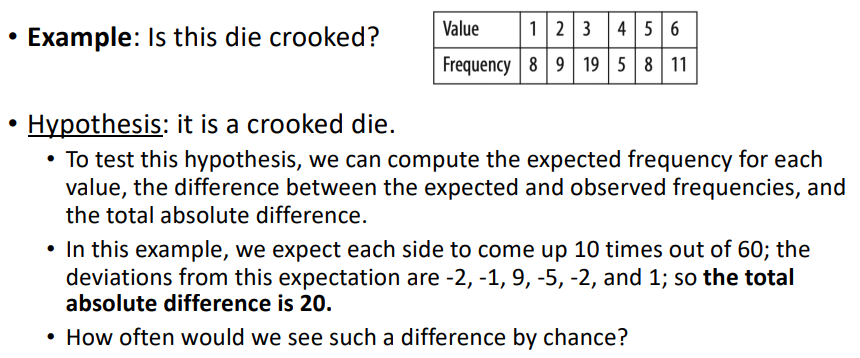 • Example: Is this die crooked?
Value 1 2 3 4 5 6
Frequency 8 9 19 5 8 11
• Hypothesis: it is a crooked die.
• To test this hypothesis, we can compute the expected frequency for each
value, the difference between the expected and observed frequencies, and
the total absolute difference.
• In this example, we expect each side to come up 10 times out of 60; the
deviations from this expectation are -2, -1, 9, -5, -2, and 1; so the total
absolute difference is 20.
• How often would we see such a difference by chance?